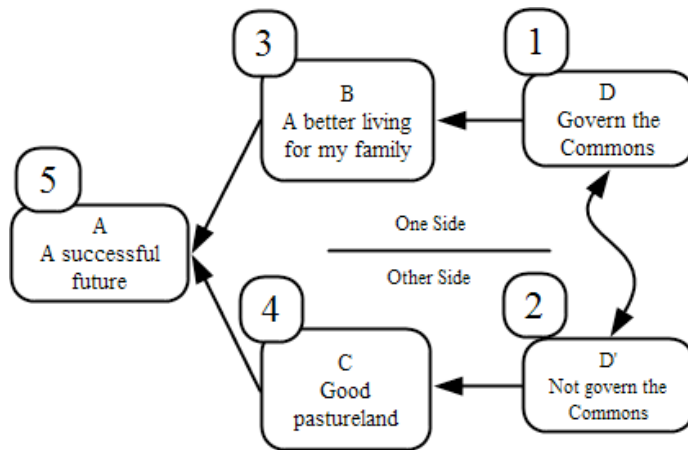 3
B
A better living
for my family
1
D
Govern the
Commons
5
A
A successful
future
One Side
Other Side
4
C
Good
pastureland
2
D'
Not govern the
Commons